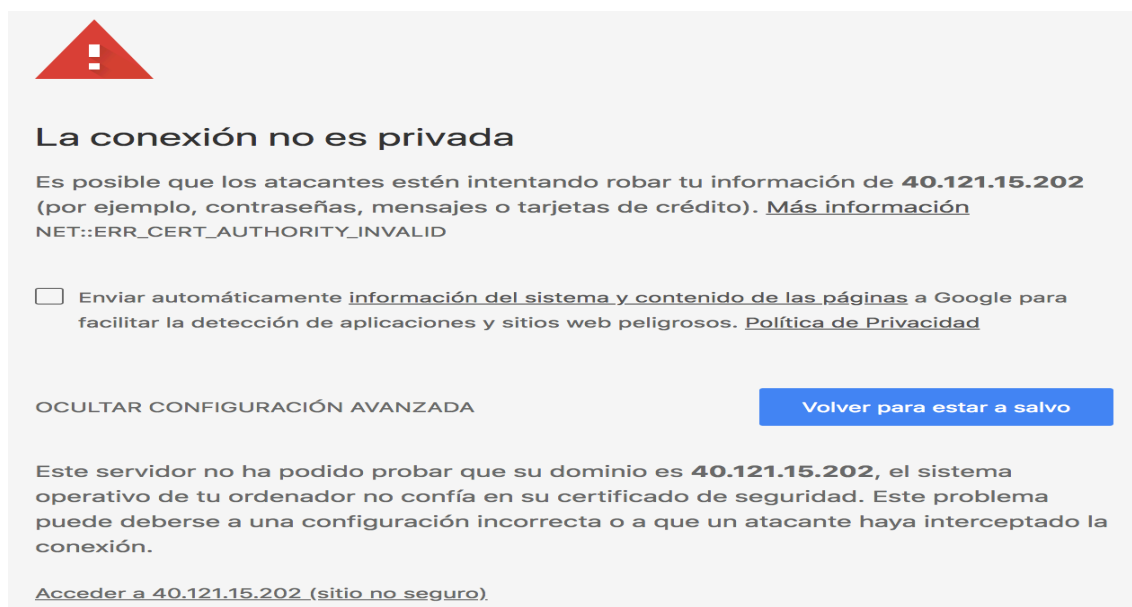 La conexión no es privada
Es posible que los atacantes estén intentando robar tu información de 40.121.15.202
(por ejemplo, contraseñas, mensajes o tarjetas de crédito). Más información
NET::ERR_CERT_AUTHORITY_INVALID
Enviar automáticamente información del sistema y contenido de las páginas a Google para
facilitar la detección de aplicaciones y sitios web peligrosos. Política de Privacidad
OCULTAR CONFIGURACIÓN AVANZADA
Volver para estar a salvo
Este servidor no ha podido probar que su dominio es 40.121.15.202, el sistema
operativo de tu ordenador no confía en su certificado de seguridad. Este problema
puede deberse a una configuración incorrecta o a que un atacante haya interceptado la
conexión.
Acceder a 40.121.15.202 (sitio no seguro)